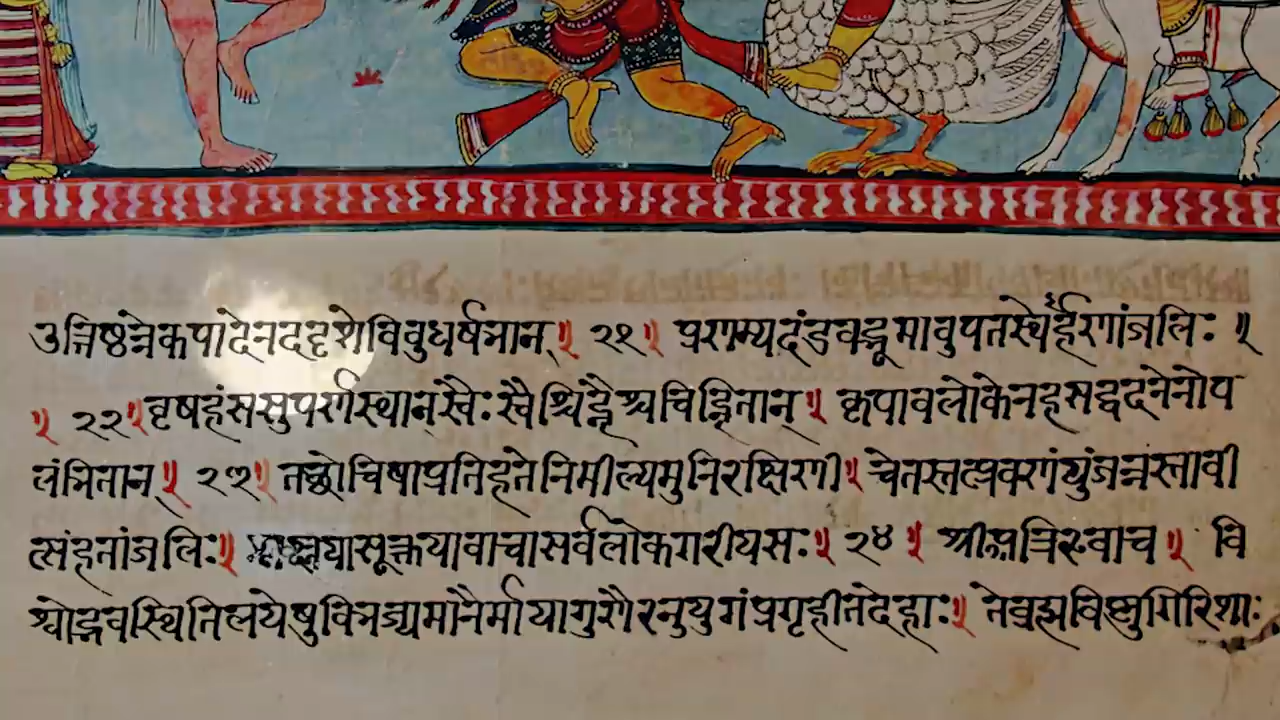 उत्तिष्ठन्नेकपादेनददृशेविबुधर्षभान्॥ २१॥ प्रणम्यदंडवद्भूमावुपतस्थेर्हणांजलिः ॥
॥ २२॥वृषहंससुपर्णस्थान्स्वैःस्वैश्चिह्नैश्चचिह्नितान्॥ कृपावलोकेनहसद्वदनेनोप
लंभितान्॥ २३॥ तच्छोचिषाप्रतिहतेनिमील्यमुनिरक्षिणी॥चेतस्तत्प्रवणंयुंजन्नस्तावी
त्संहतांजलिः॥ श्लक्ष्णयासूक्तयावाचासर्वलोकगरीयसः॥ २४ ॥ श्रीअत्रिरुवाच॥ वि
श्वोद्भवस्थितिलयेषुविभज्यमानैर्मायागुणैरनुयुगंप्रगृहीतदेहाः॥ तेब्रह्मविष्णुगिरिशाः